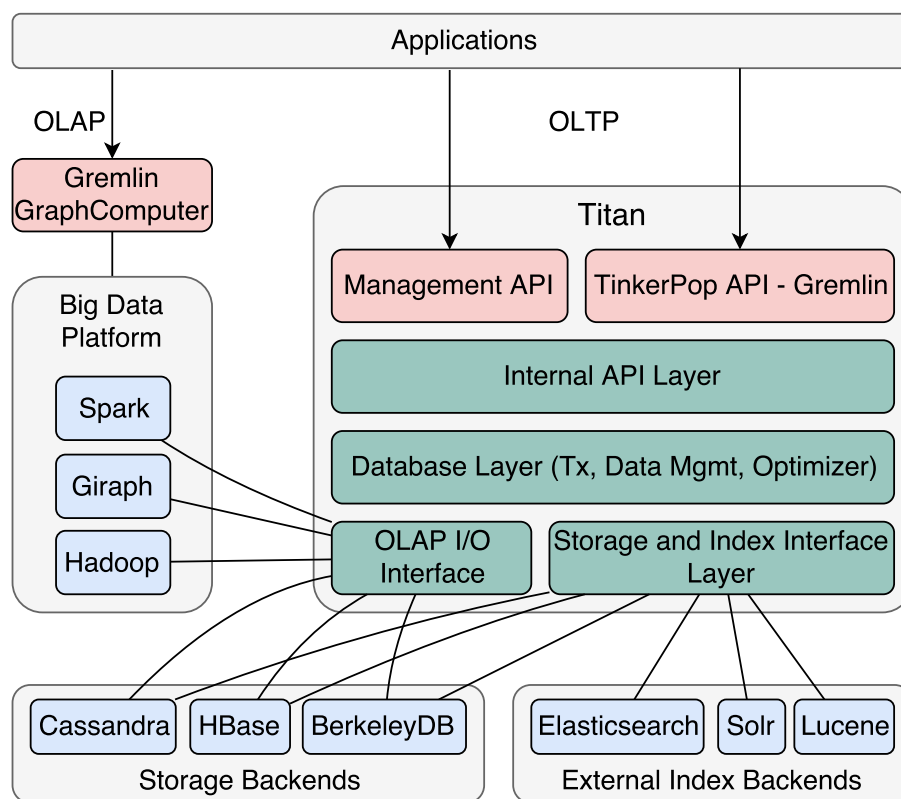 Applications
OLAP
OLTP
Gremlin
GraphComputer
Titan
Management API
TinkerPop API - Gremlin
Big Data
Platform
Internal API Layer
Spark
Database Layer (Tx, Data Mgmt, Optimizer)
Giraph
Hadoop
OLAP I/O
Interface
Storage and Index Interface
Layer
Cassandra
HBase
BerkeleyDB
Storage Backends
Elasticsearch
Solr
Lucene
External Index Backends